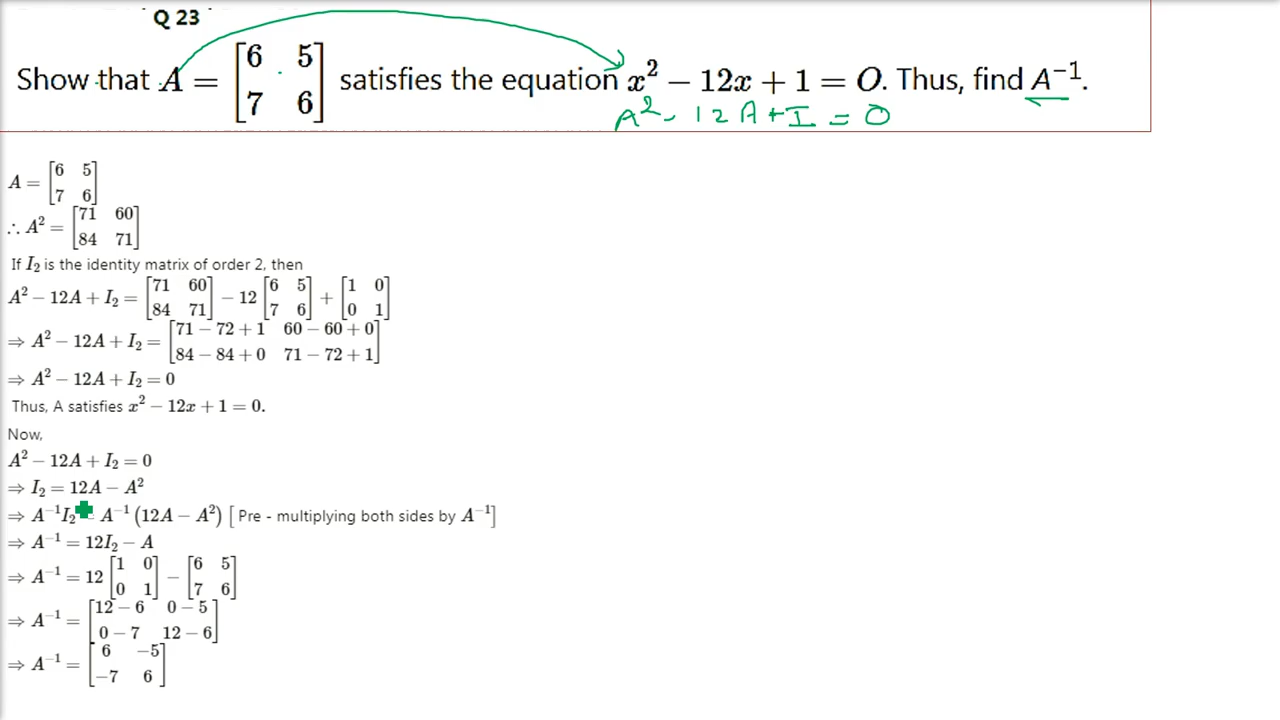 Q 23
Show that A = [6 5; 7 6] satisfies the equation x² − 12x + 1 = O. Thus, find A⁻¹.
A² - 12A + I = 0
A = [6 5; 7 6]
∴ A² = [71 60; 84 71]
If I₂ is the identity matrix of order 2, then
A² − 12A + I₂ = [71 60; 84 71] − 12 [6 5; 7 6] + [1 0; 0 1]
⇒ A² − 12A + I₂ = [71 − 72 + 1 60 − 60 + 0; 84 − 84 + 0 71 − 72 + 1]
⇒ A² − 12A + I₂ = 0
Thus, A satisfies x² − 12x + 1 = 0.
Now,
A² − 12A + I₂ = 0
⇒ I₂ = 12A − A²
⇒ A⁻¹I₂ A⁻¹ (12A − A²) [ Pre - multiplying both sides by A⁻¹]
⇒ A⁻¹ = 12I₂ − A
⇒ A⁻¹ = 12 [1 0; 0 1] − [6 5; 7 6]
⇒ A⁻¹ = [12 − 6 0 − 5; 0 − 7 12 − 6]
⇒ A⁻¹ = [6 −5; −7 6]